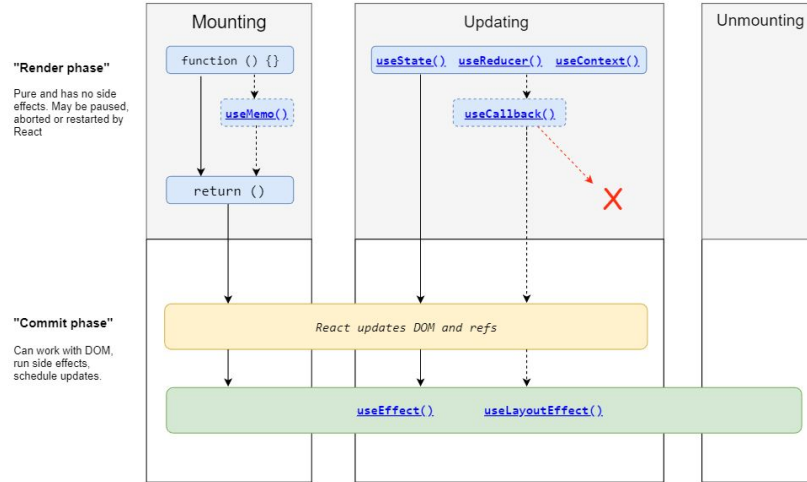 Mounting
Updating
Unmounting
"Render phase"
Pure and has no side
effects. May be paused,
aborted or restarted by
React
function () {}
useMemo()
return ()
useState() useReducer() useContext()
useCallback()
X
"Commit phase"
Can work with DOM,
run side effects,
schedule updates.
React updates DOM and refs
useEffect() useLayoutEffect()